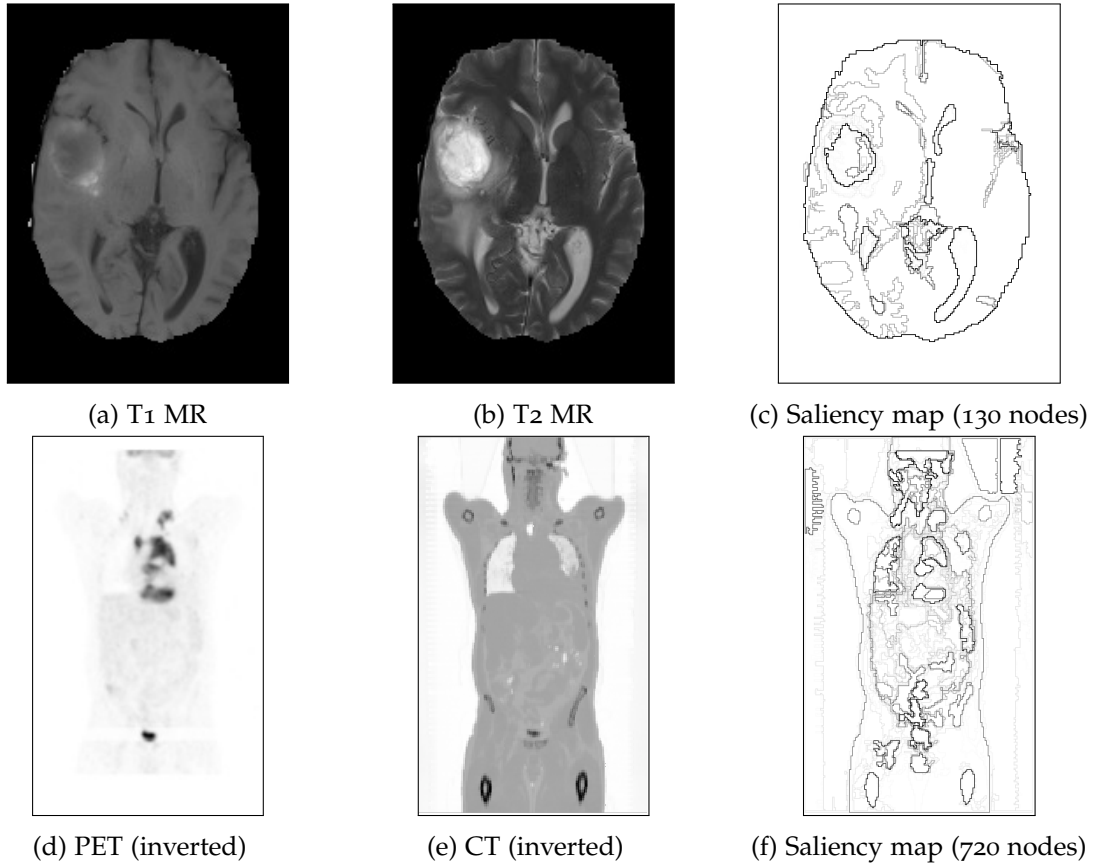 (a) T1 MR
(b) T2 MR
(c) Saliency map (130 nodes)
(d) PET (inverted)
(e) CT (inverted)
(f) Saliency map (720 nodes)